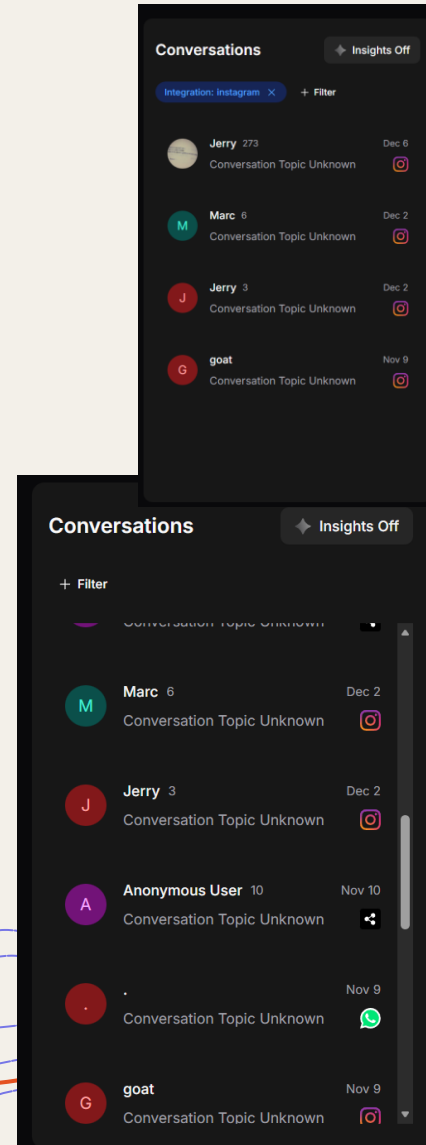 Conversations
Insights Off
Integration: instagram ×
+ Filter
Jerry 273 Dec 6
Conversation Topic Unknown
M
Marc 6 Dec 2
Conversation Topic Unknown
J
Jerry 3 Dec 2
Conversation Topic Unknown
G
goat Nov 9
Conversation Topic Unknown
Conversations
Insights Off
+ Filter
Conversation Topic Unknown
M
Marc 6 Dec 2
Conversation Topic Unknown
J
Jerry 3 Dec 2
Conversation Topic Unknown
A
Anonymous User 10 Nov 10
Conversation Topic Unknown
.
. Nov 9
Conversation Topic Unknown
G
goat Nov 9
Conversation Topic Unknown